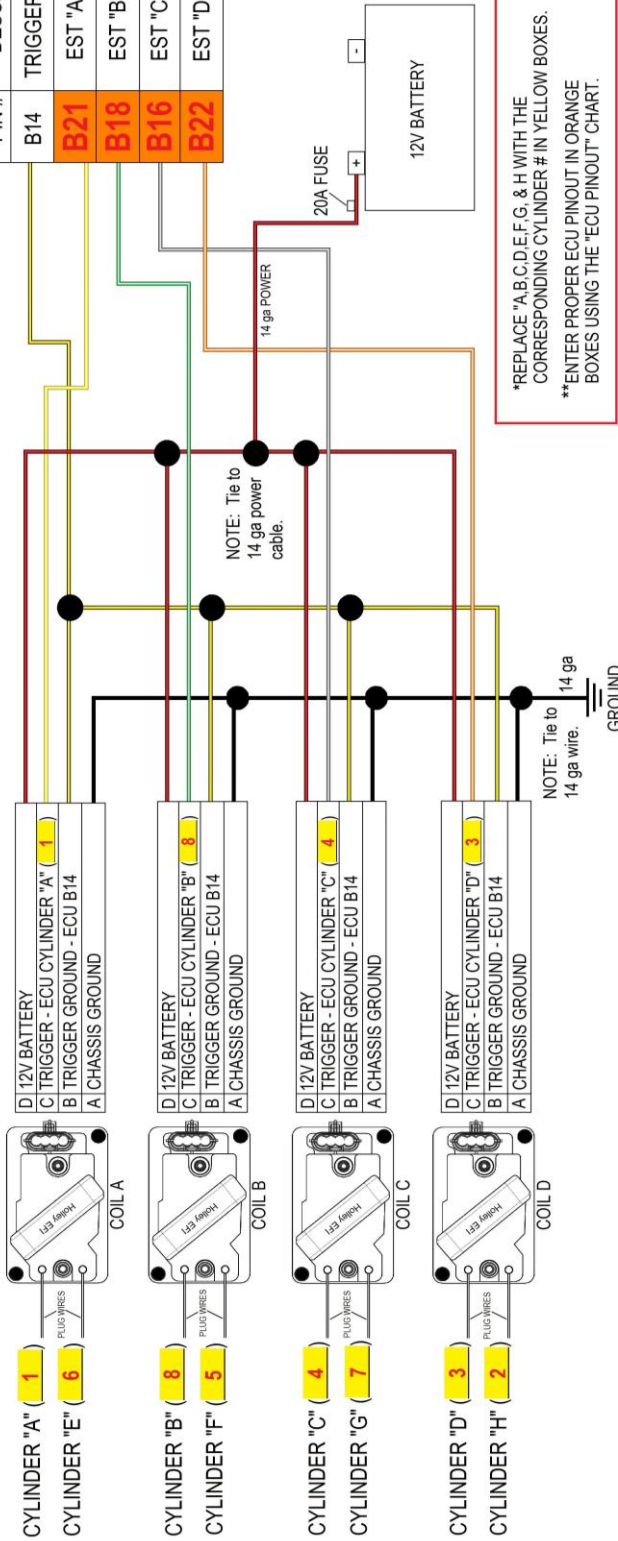 B14 TRIGGER
B21 EST "A
B18 EST "B
B16 EST "C
B22 EST "D
20A FUSE
+
-
12V BATTERY
14 ga POWER
*REPLACE "A,B,C,D,E,F,G, & H WITH THE
CORRESPONDING CYLINDER # IN YELLOW BOXES.
**ENTER PROPER ECU PINOUT IN ORANGE
BOXES USING THE "ECU PINOUT" CHART.
NOTE: Tie to
14 ga power
cable.
CYLINDER "A" ( 1 )
CYLINDER "E" ( 6 )
PLUG WIRES
Holley EFI
COIL A
D 12V BATTERY
C TRIGGER - ECU CYLINDER "A" ( 1 )
B TRIGGER GROUND - ECU B14
A CHASSIS GROUND
CYLINDER "B" ( 8 )
CYLINDER "F" ( 5 )
PLUG WIRES
Holley EFI
COIL B
D 12V BATTERY
C TRIGGER - ECU CYLINDER "B" ( 8 )
B TRIGGER GROUND - ECU B14
A CHASSIS GROUND
CYLINDER "C" ( 4 )
CYLINDER "G" ( 7 )
PLUG WIRES
Holley EFI
COIL C
D 12V BATTERY
C TRIGGER - ECU CYLINDER "C" ( 4 )
B TRIGGER GROUND - ECU B14
A CHASSIS GROUND
CYLINDER "D" ( 3 )
CYLINDER "H" ( 2 )
PLUG WIRES
Holley EFI
COIL D
D 12V BATTERY
C TRIGGER - ECU CYLINDER "D" ( 3 )
B TRIGGER GROUND - ECU B14
A CHASSIS GROUND
NOTE: Tie to
14 ga wire.
14 ga
GROUND